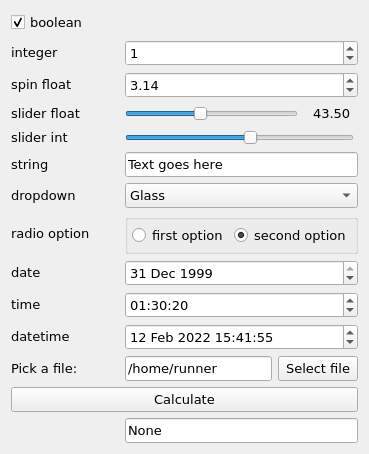 boolean
integer 1
spin float 3.14
slider float 43.50
slider int
string Text goes here
dropdown Glass
radio option first option second option
date 31 Dec 1999
time 01:30:20
datetime 12 Feb 2022 15:41:55
Pick a file: /home/runner Select file
Calculate
None